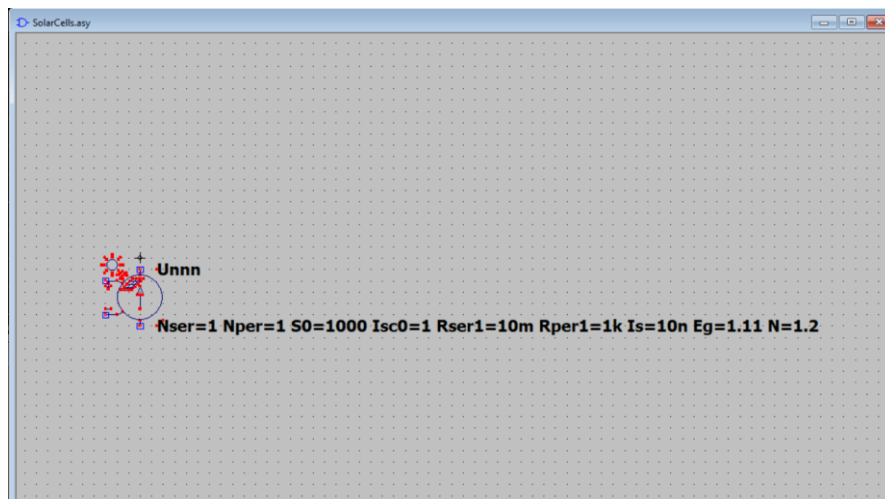 SolarCells.asy
Unnn
Nser=1 Nper=1 S0=1000 Isc0=1 Rser1=10m Rper1=1k Is=10n Eg=1.11 N=1.2